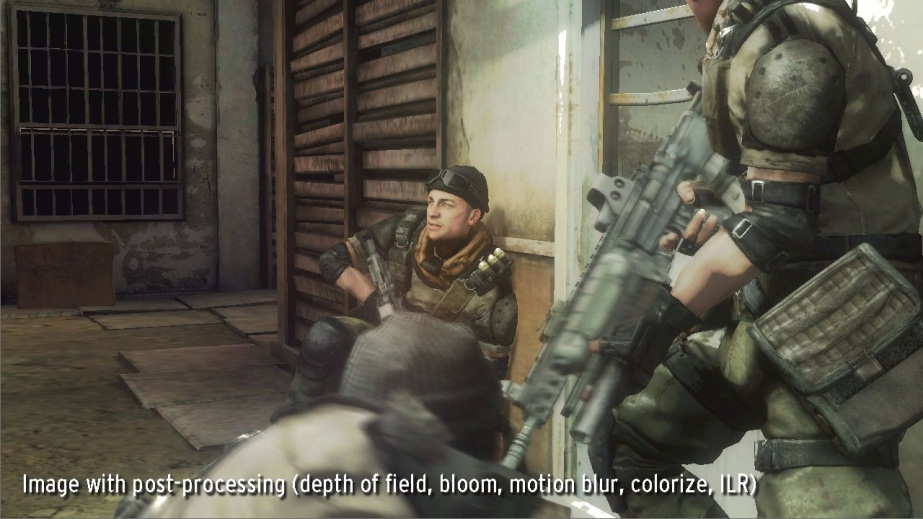 Image with post-processing (depth of field, bloom, motion blur, colorize, ILR)